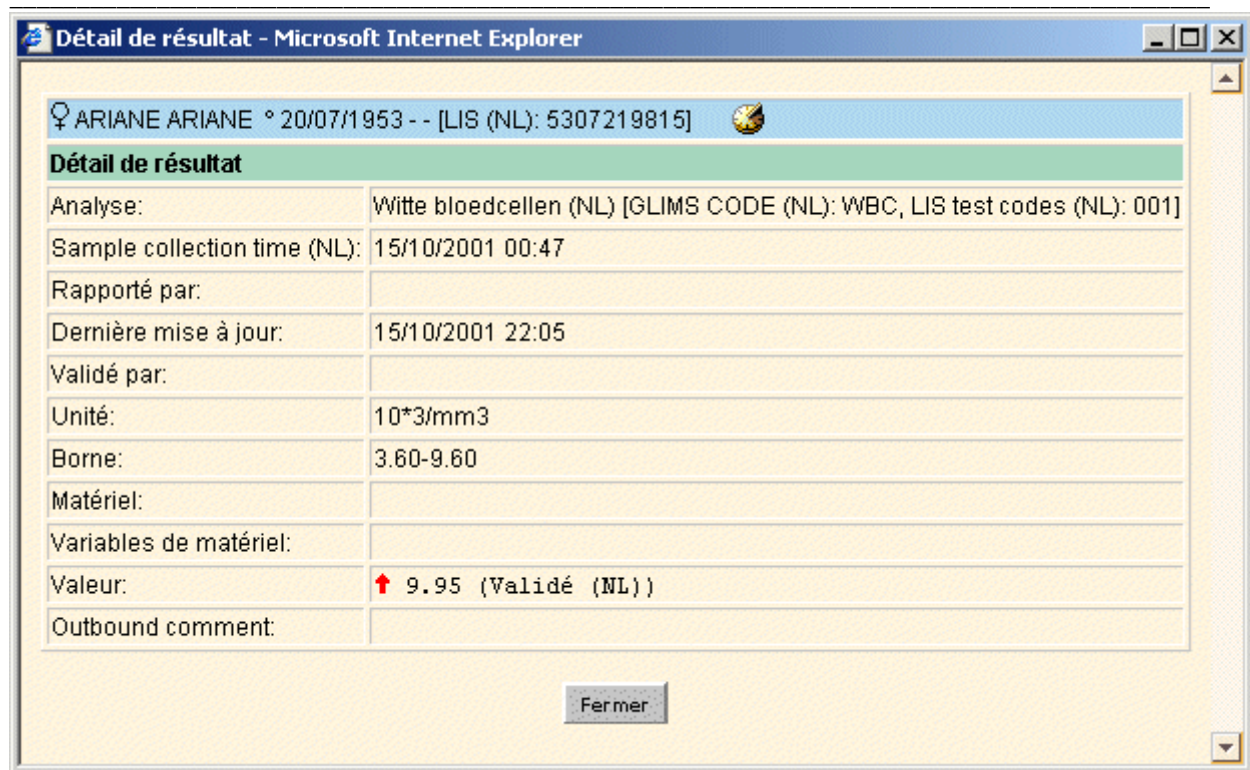 Détail de résultat - Microsoft Internet Explorer
♀ ARIANE ARIANE ° 20/07/1953 - - [LIS (NL): 5307219815]
Détail de résultat
Analyse: Witte bloedcellen (NL) [GLIMS CODE (NL): WBC, LIS test codes (NL): 001]
Sample collection time (NL): 15/10/2001 00:47
Rapporté par:
Dernière mise à jour: 15/10/2001 22:05
Validé par:
Unité: 10*3/mm3
Borne: 3.60-9.60
Matériel:
Variables de matériel:
Valeur: ↑ 9.95 (Validé (NL))
Outbound comment:
Fermer